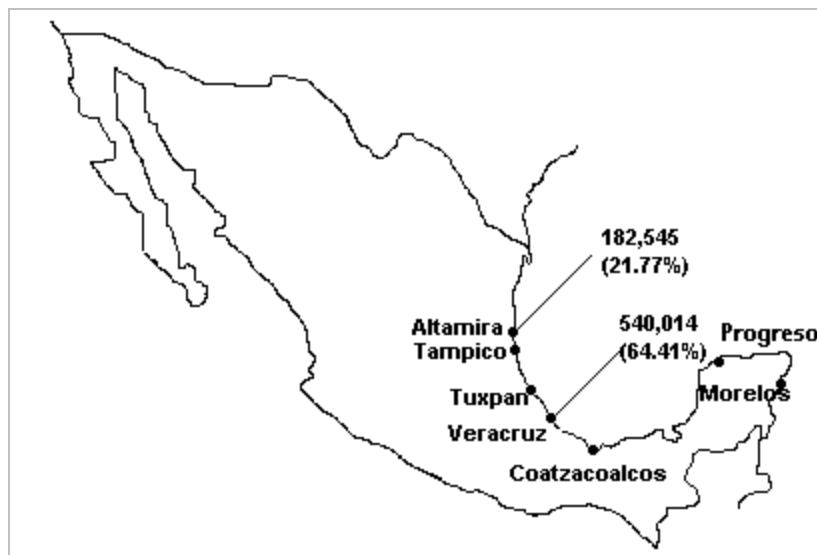 182,545
(21.77%)
Altamira
540,014
Progreso
Tampico
(64.41%)
Tuxpan
Morelos
Veracruz
Coatzacoalcos